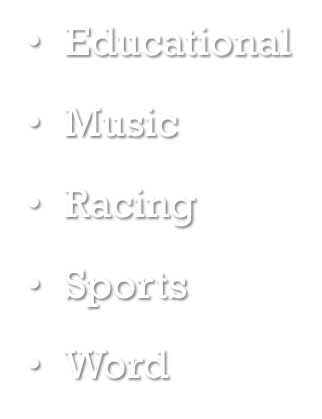 • Educational
• Music
• Racing
• Sports
• Word